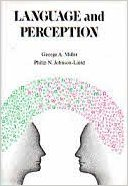 LANGUAGE and
PERCEPTION
George A. Miller
Philip N. Johnson-Laird